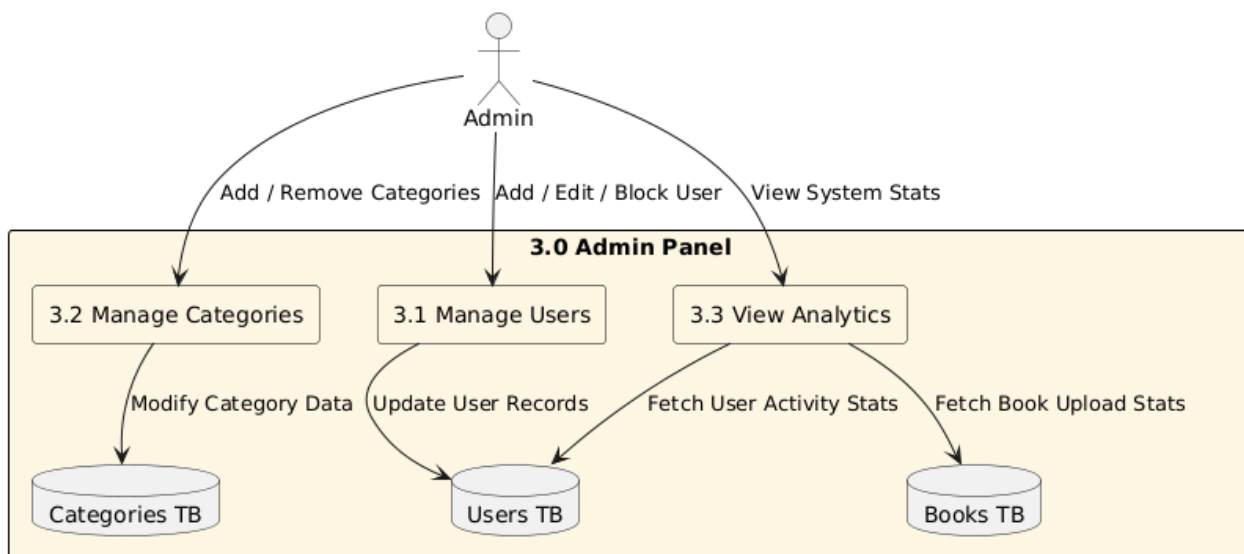 Admin
Add / Remove Categories
Add / Edit / Block User
View System Stats
3.0 Admin Panel
3.2 Manage Categories
3.1 Manage Users
3.3 View Analytics
Modify Category Data
Update User Records
Fetch User Activity Stats
Fetch Book Upload Stats
Categories TB
Users TB
Books TB